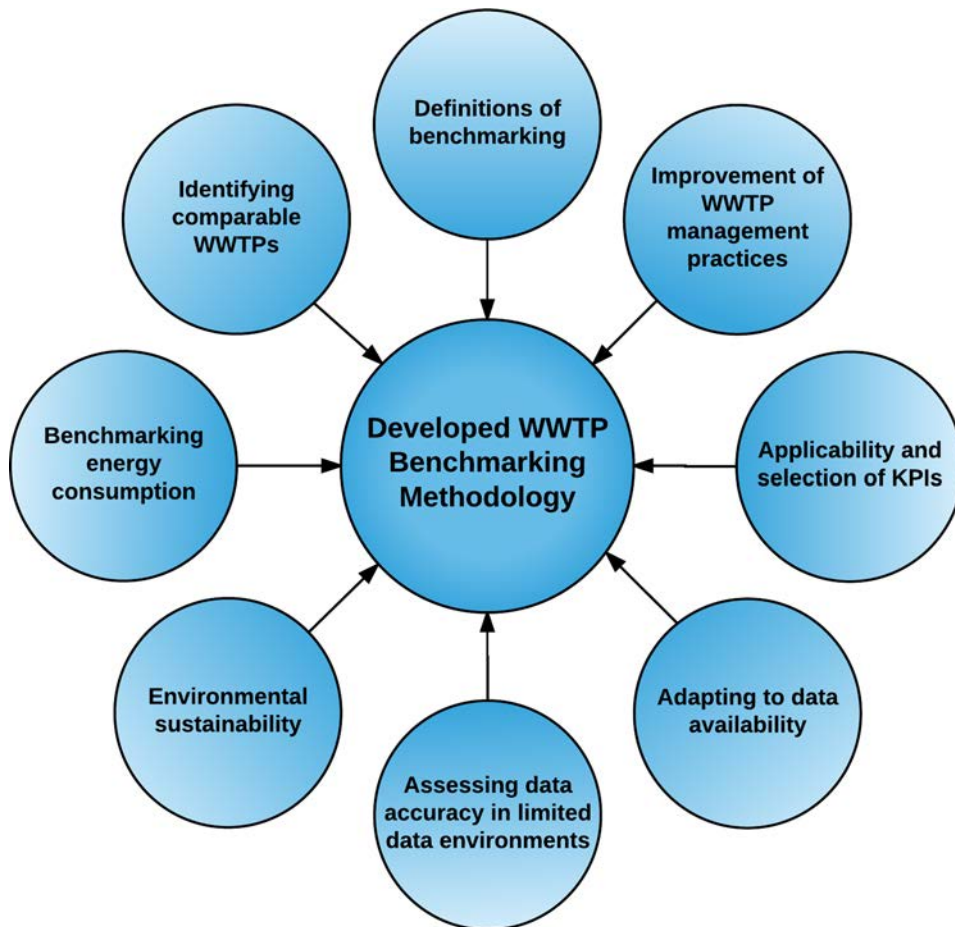 Definitions of
benchmarking
Improvement of
WWTP
management
practices
Identifying
comparable
WWTPs
Developed WWTP
Benchmarking
Methodology
Benchmarking
energy
consumption
Applicability and
selection of KPIs
Environmental
sustainability
Adapting to data
availability
Assessing data
accuracy in limited
data environments